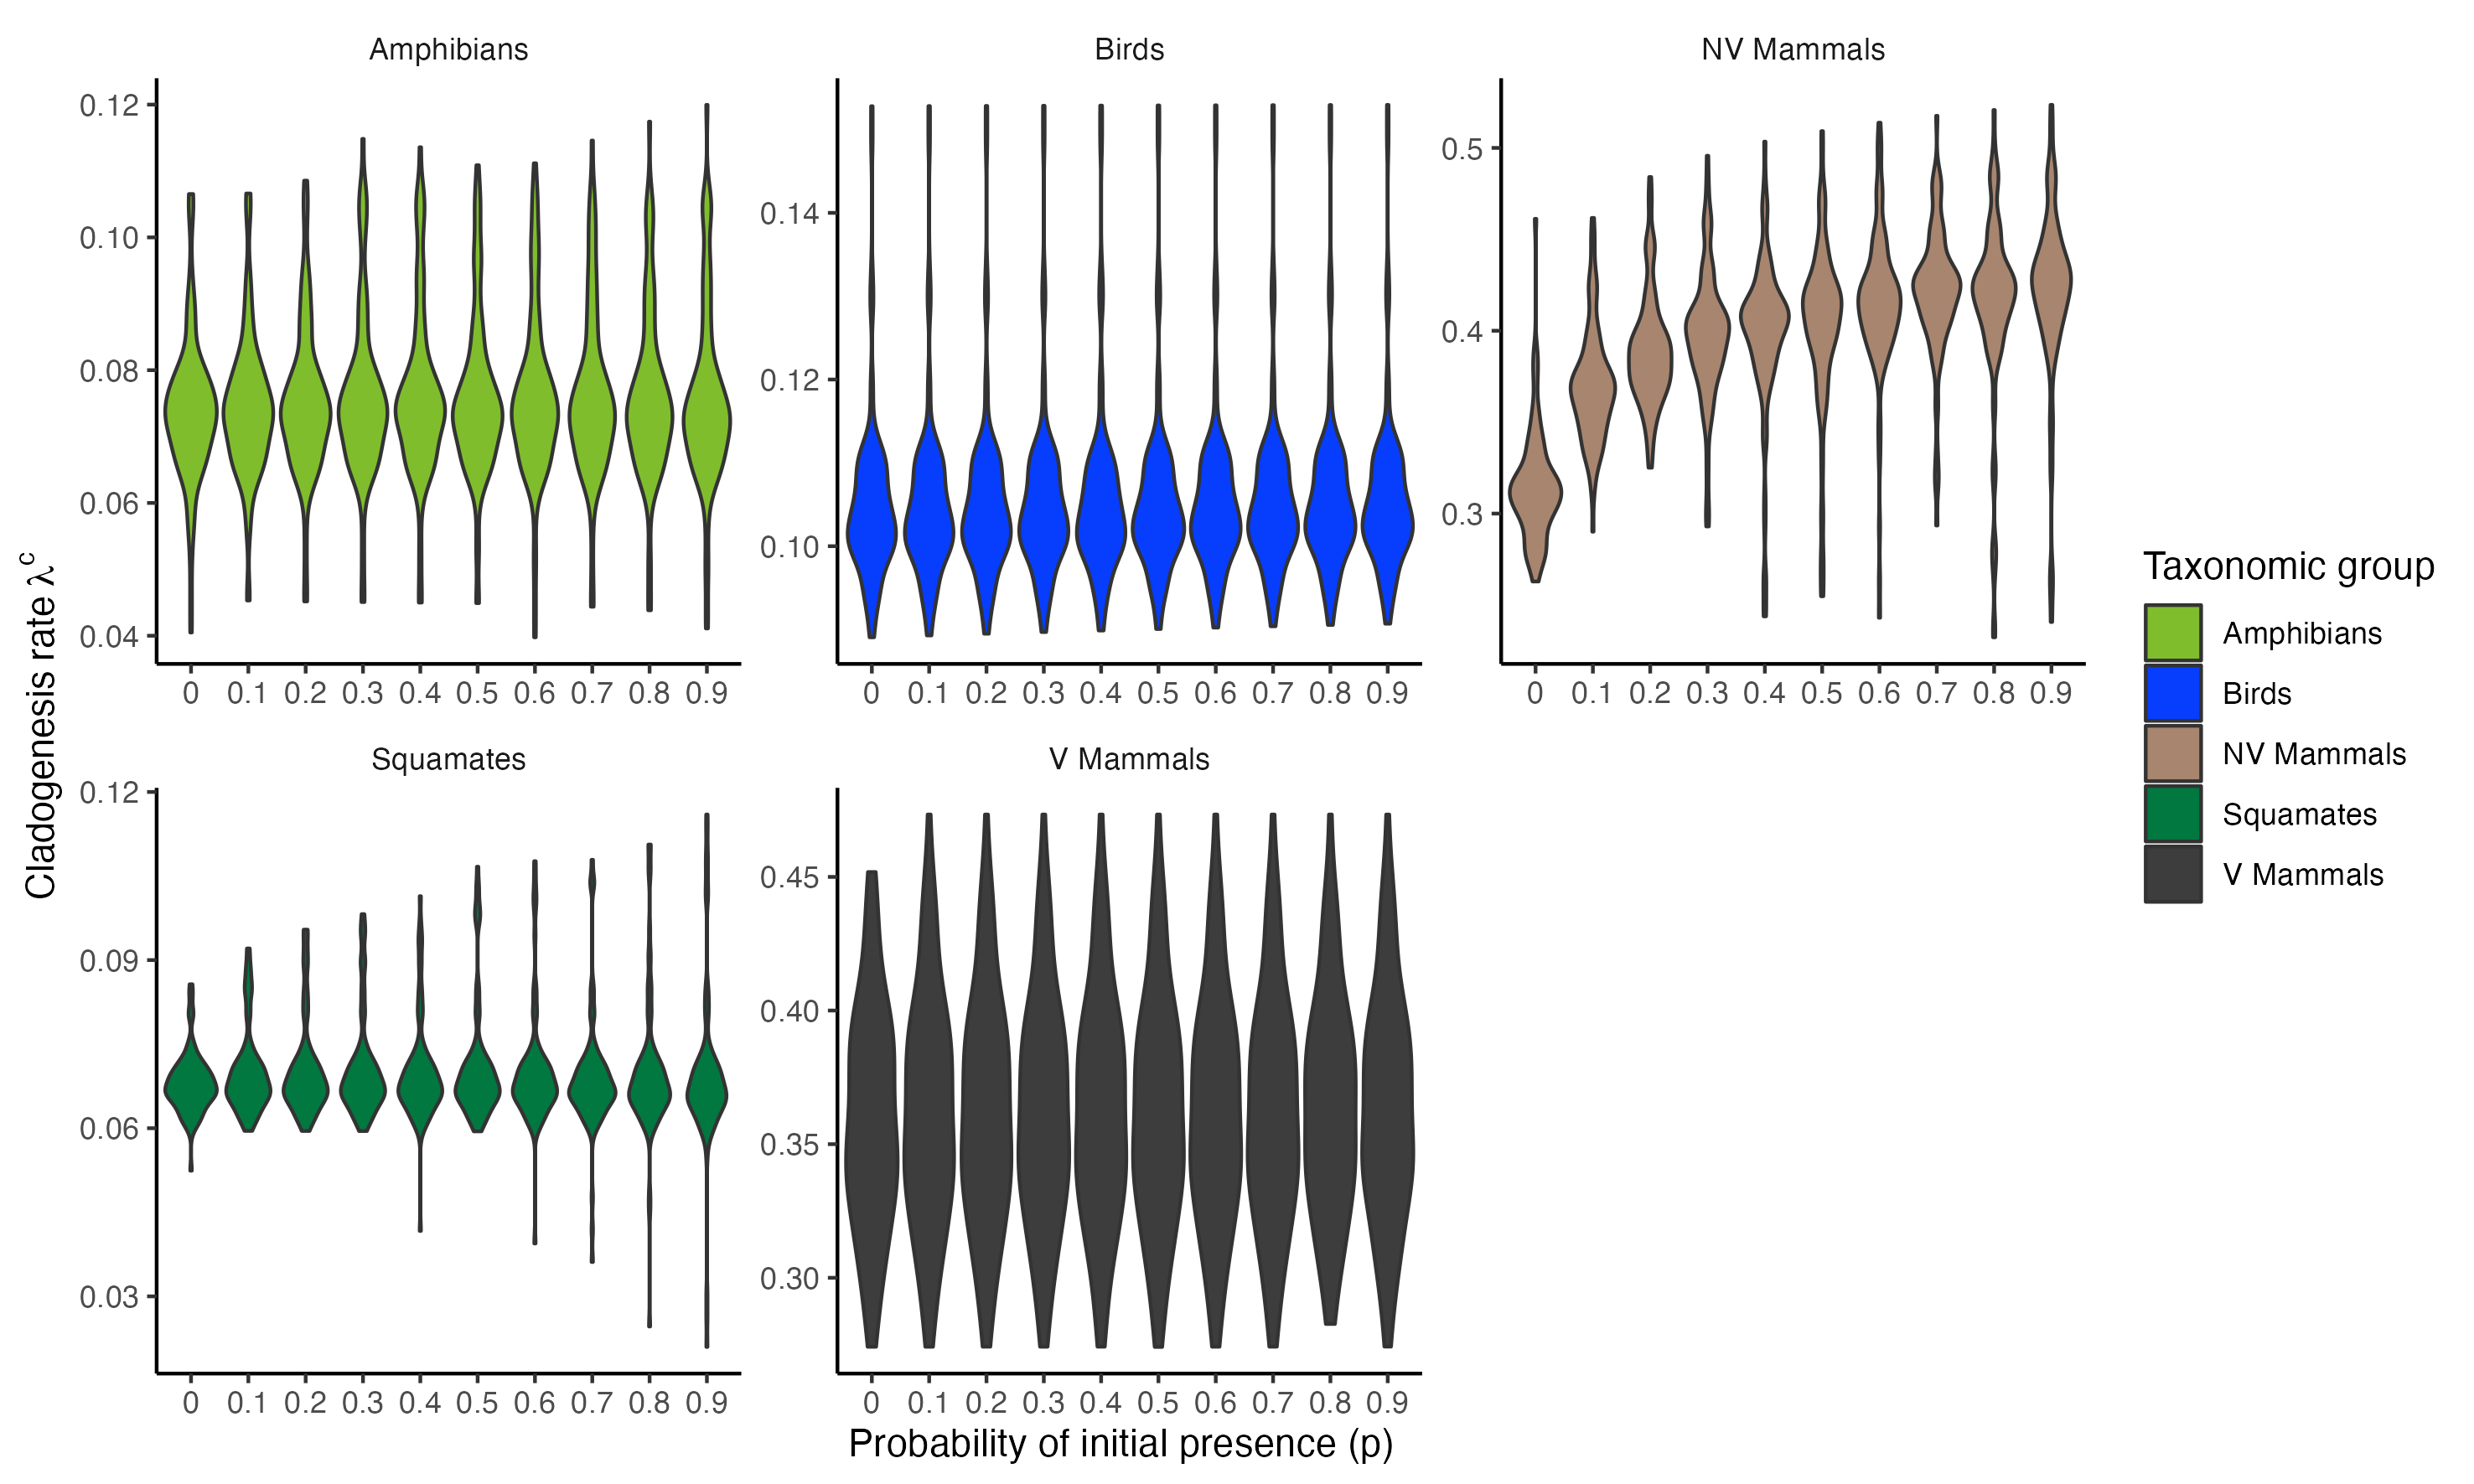 Amphibians
0.12
0.10
0.08
0.06
0.04
0 0.1 0.2 0.3 0.4 0.5 0.6 0.7 0.8 0.9
Birds
0.14
0.12
0.10
0 0.1 0.2 0.3 0.4 0.5 0.6 0.7 0.8 0.9
NV Mammals
0.5
0.4
0.3
0 0.1 0.2 0.3 0.4 0.5 0.6 0.7 0.8 0.9
Squamates
0.12
0.09
0.06
0.03
0 0.1 0.2 0.3 0.4 0.5 0.6 0.7 0.8 0.9
V Mammals
0.45
0.40
0.35
0.30
0 0.1 0.2 0.3 0.4 0.5 0.6 0.7 0.8 0.9
Cladogenesis rate λᶜ
Probability of initial presence (p)
Taxonomic group
Amphibians
Birds
NV Mammals
Squamates
V Mammals